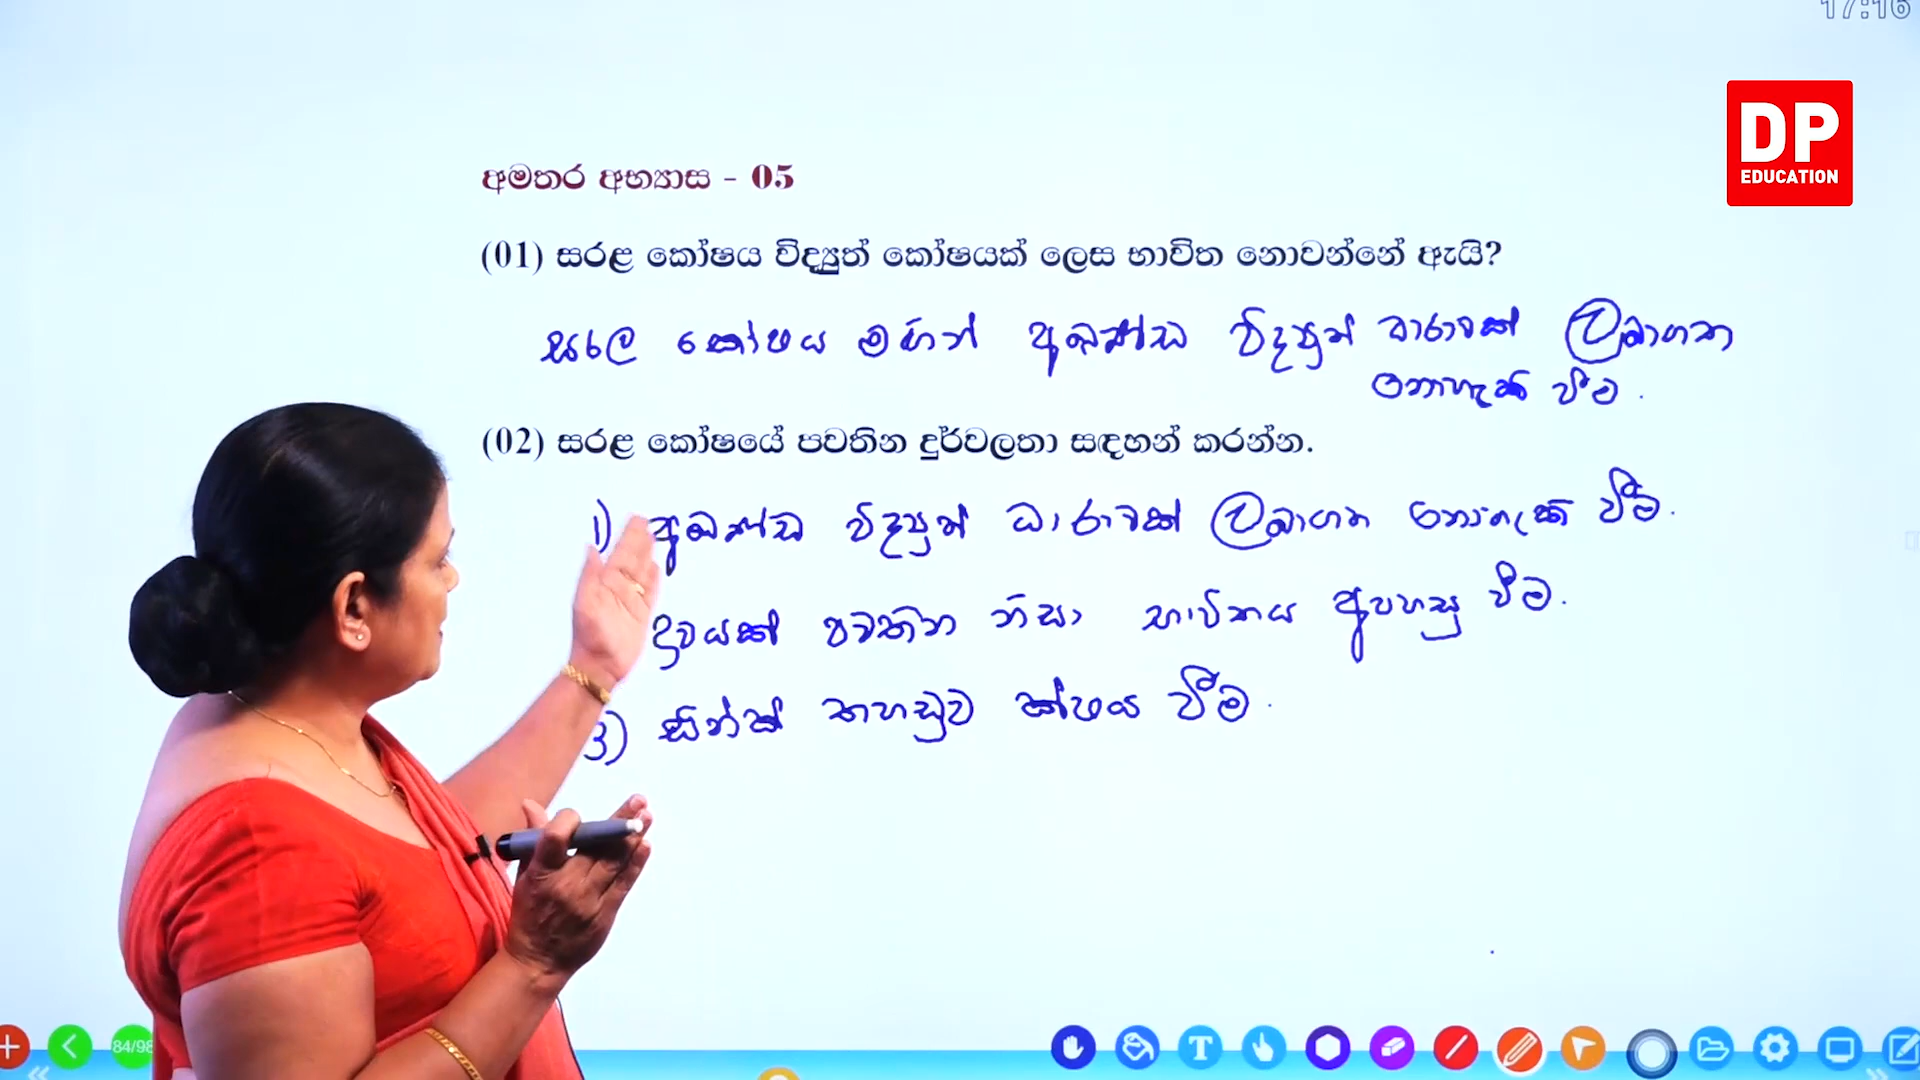 17:16
DP
EDUCATION
අමතර අභ්‍යාස - 05
(01) සරළ කෝෂය විද්‍යුත් කෝෂයක් ලෙස භාවිත නොවන්නේ ඇයි?
සරල කෝෂය මගින් අඛණ්ඩ විද්‍යුත් ධාරාවක් ලබාගත
නොහැකි වීම.
(02) සරළ කෝෂයේ පවතින දුර්වලතා සඳහන් කරන්න.
1) අඛණ්ඩ විද්‍යුත් ධාරාවක් ලබාගත නොහැකි වීම.
ද්‍රවයක් පවතින නිසා භාවිතය අපහසු වීම.
3) සින්ක් තහඩුව ක්ෂය වීම.
84/98